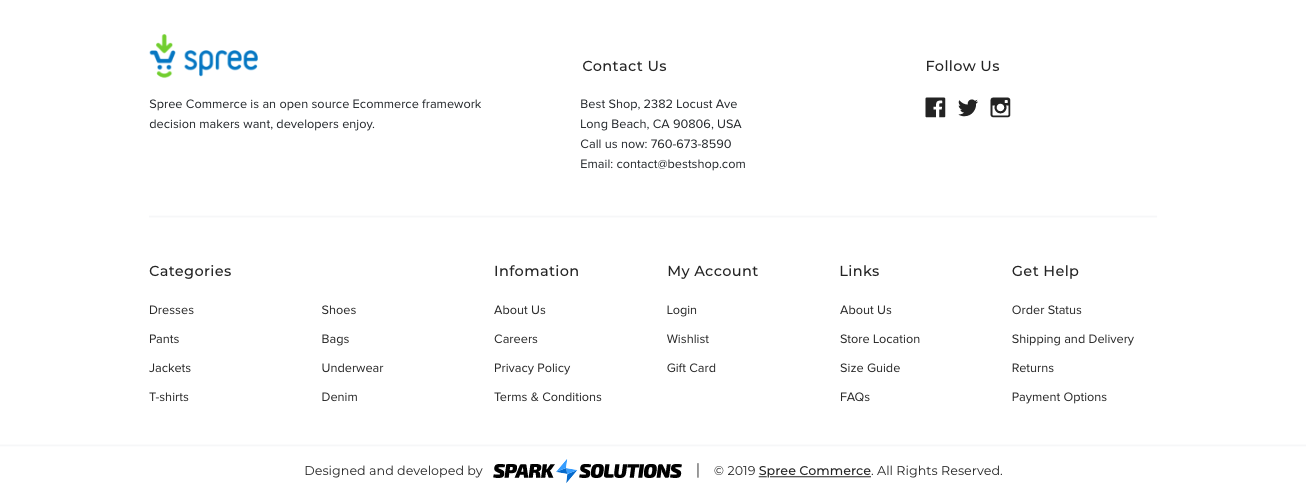 spree
Spree Commerce is an open source Ecommerce framework
decision makers want, developers enjoy.
Contact Us
Best Shop, 2382 Locust Ave
Long Beach, CA 90806, USA
Call us now: 760-673-8590
Email: contact@bestshop.com
Follow Us
Categories
Dresses
Pants
Jackets
T-shirts
Shoes
Bags
Underwear
Denim
Infomation
About Us
Careers
Privacy Policy
Terms & Conditions
My Account
Login
Wishlist
Gift Card
Links
About Us
Store Location
Size Guide
FAQs
Get Help
Order Status
Shipping and Delivery
Returns
Payment Options
Designed and developed by SPARK SOLUTIONS | © 2019 Spree Commerce. All Rights Reserved.